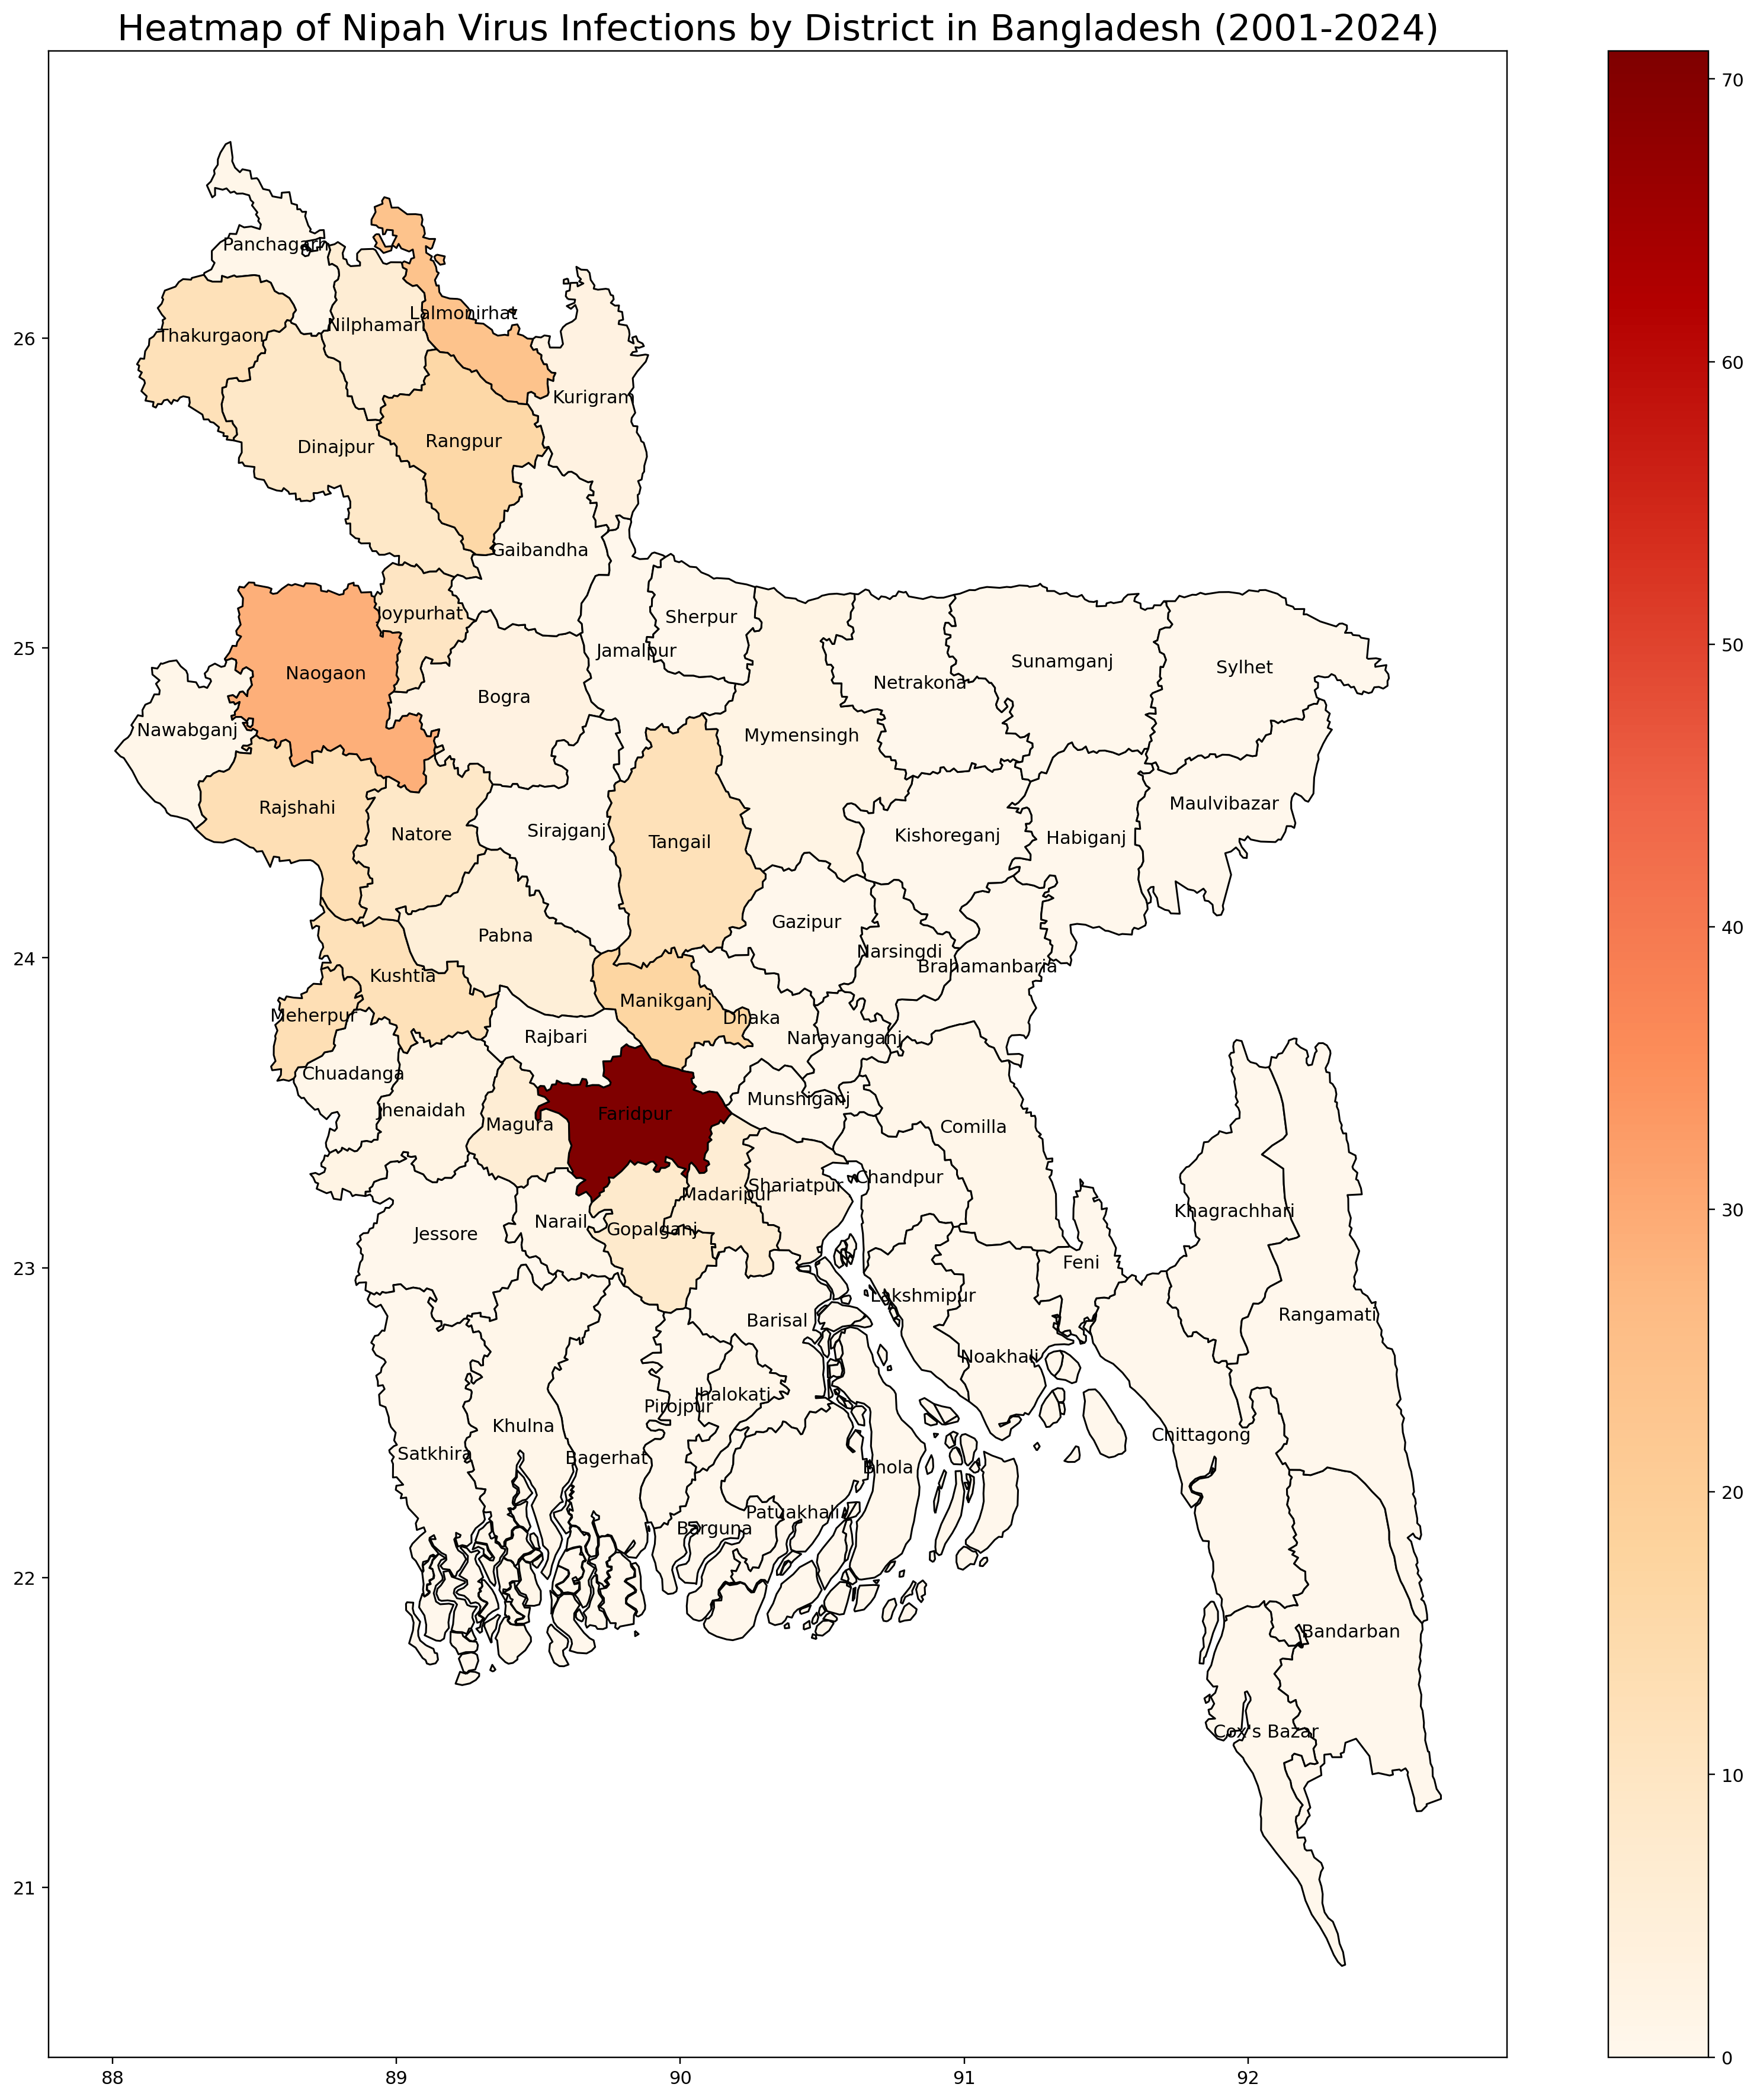 Heatmap of Nipah Virus Infections by District in Bangladesh (2001-2024)
70
Panchagarh
Lalmonirhat
Nilphamari
Thakurgaon
26
60
Kurigram
Rangpur
Dinajpur
Gaibandha
Joypurhat
Sherpur
25
50
Jamalpur
Sunamganj
Sylhet
Naogaon
Netrakona
Bogra
Nawabganj
Mymensingh
Rajshahi
Maulvibazar
Natore
Sirajganj
Tangail
Kishoreganj
Habiganj
Gazipur
40
Pabna
Narsingdi
24
Brahamanbaria
Kushtia
Manikganj
Meherpur
Dhaka
Rajbari
Narayanganj
Chuadanga
Munshiganj
Jhenaidah
Faridpur
Magura
Comilla
Chandpur
Shariatpur
Madaripur
30
Khagrachhari
Narail
Gopalganj
Jessore
23
Feni
Lakshmipur
Rangamati
Barisal
Noakhali
Jhalokati
Pirojpur
Khulna
Chittagong
Satkhira
Bagerhat
Bhola
20
Patuakhali
Barguna
22
Bandarban
Cox's Bazar
10
21
0
88
89
90
91
92